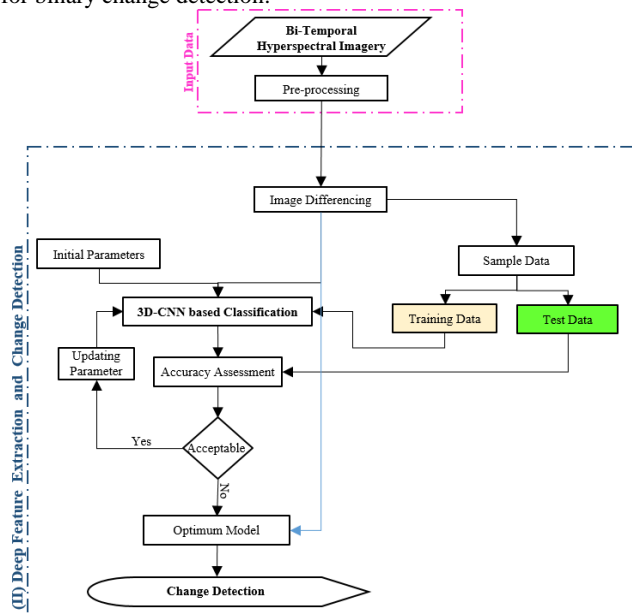 for binary change detection.
Bi-Temporal
Hyperspectral Imagery
Input Data
Pre-processing
Image Differencing
Initial Parameters
Sample Data
3D-CNN based Classification
Training Data
Test Data
Updating
Parameter
Accuracy Assessment
Yes
Acceptable
No
Optimum Model
Change Detection
(II) Deep Feature Extraction and Change Detection